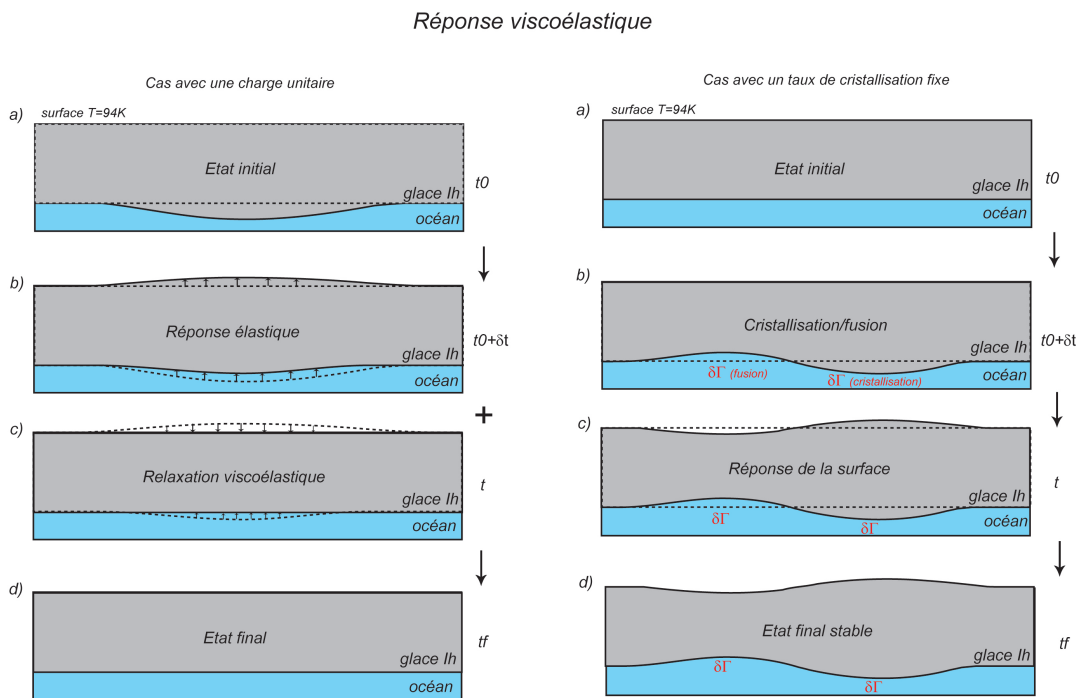 Réponse viscoélastique
Cas avec une charge unitaire
a)
surface T=94K
Etat initial
glace Ih
océan
t0
b)
Réponse élastique
glace Ih
océan
t0+δt
+
c)
Relaxation viscoélastique
glace Ih
océan
t
d)
Etat final
glace Ih
tf
Cas avec un taux de cristallisation fixe
a)
surface T=94K
Etat initial
glace Ih
océan
t0
b)
Cristallisation/fusion
glace Ih
océan
δΓ (fusion)
δΓ (cristallisation)
t0+δt
c)
Réponse de la surface
glace Ih
océan
δΓ
δΓ
t
d)
Etat final stable
glace Ih
δΓ
δΓ
tf